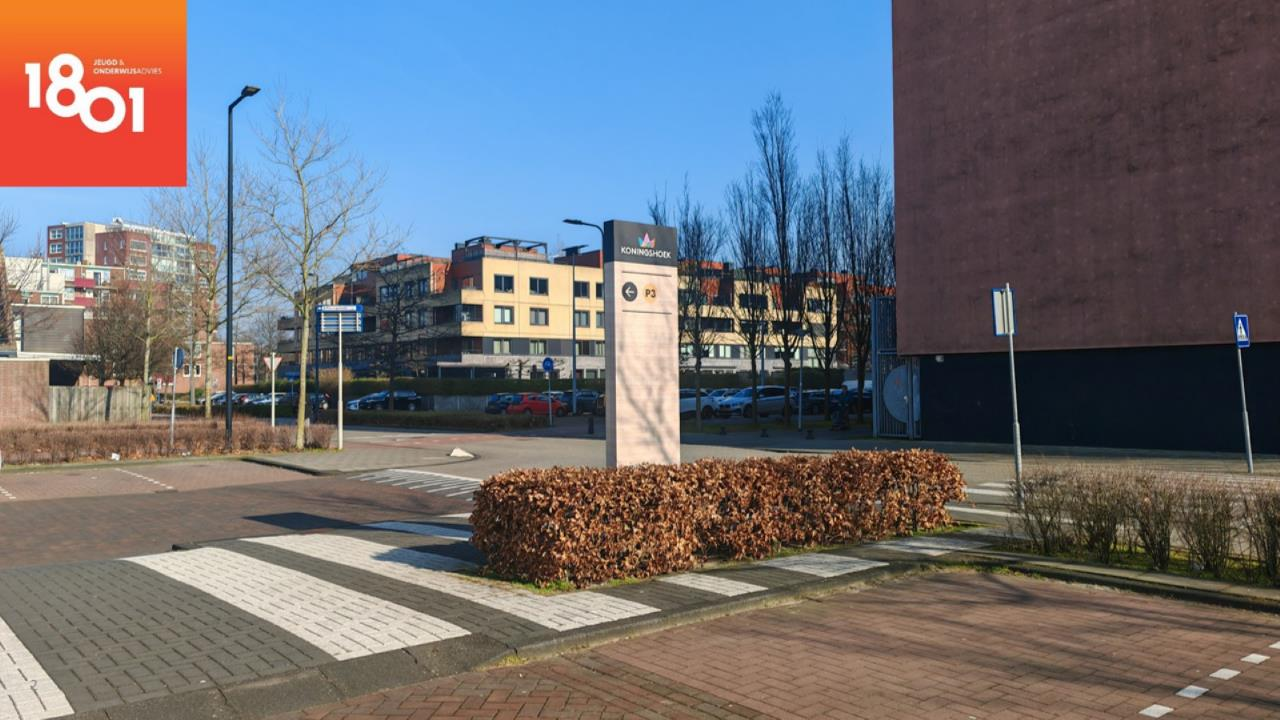 JEUGD &
ONDERWIJSADVIES
1801
KONINGSHOEK
P3